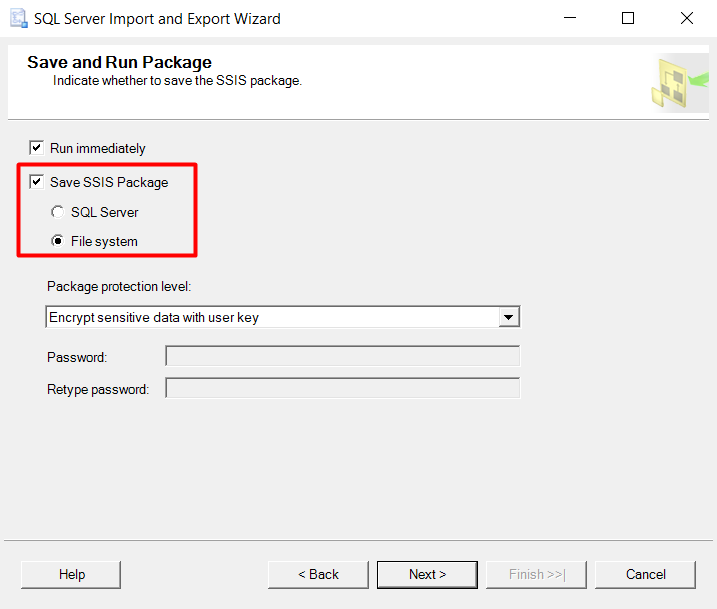 SQL Server Import and Export Wizard
Save and Run Package
Indicate whether to save the SSIS package.
Run immediately
Save SSIS Package
SQL Server
File system
Package protection level:
Encrypt sensitive data with user key
Password:
Retype password:
Help
< Back
Next >
Finish >>|
Cancel